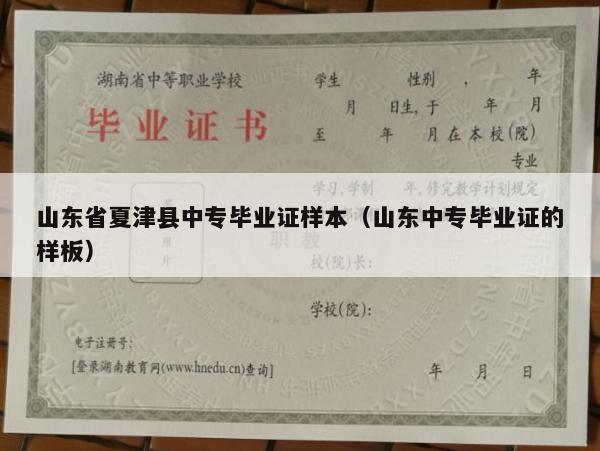 湖南省中等职业学校
毕业证书
学生 性别 ， 年
月 日生，于 年 月
至 年 月在本校(院)
专业
学习，学制 年，修完教学计划规定
山东省夏津县中专毕业证样本（山东中专毕业证的
样板）
照片
职教
校(院)长：
学校(院)：
电子注册号：
[登录湖南教育网(www.hnedu.cn)查询]
年 月 日